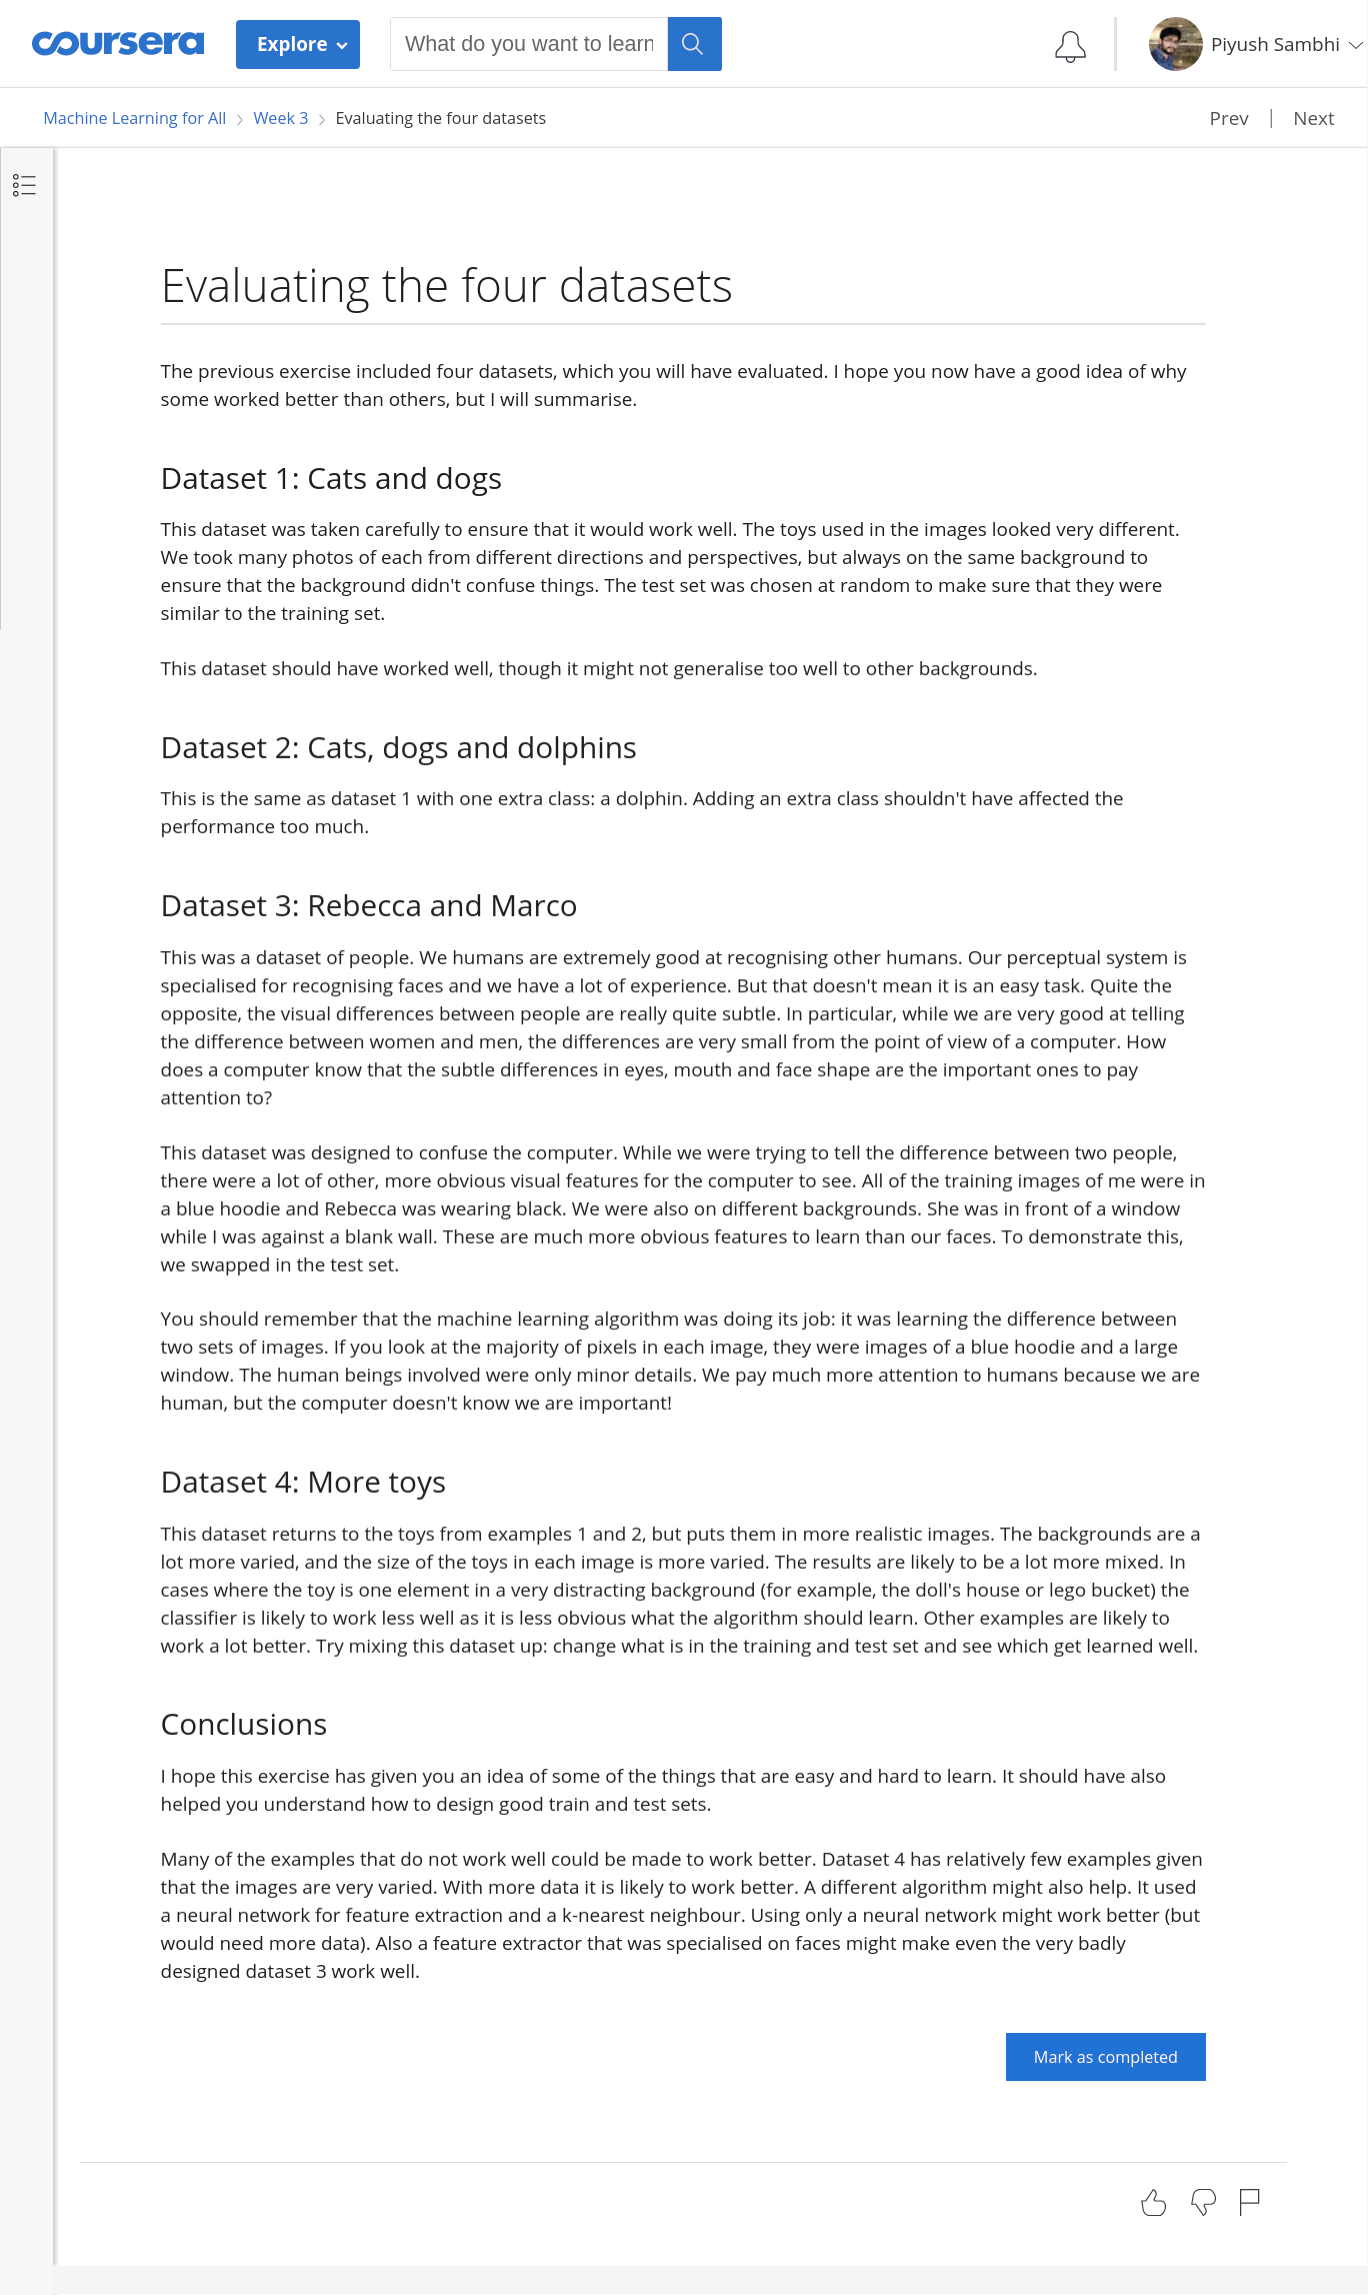 coursera
Explore
What do you want to learn
Piyush Sambhi
Machine Learning for All
Week 3
Evaluating the four datasets
Prev
Next
Evaluating the four datasets
The previous exercise included four datasets, which you will have evaluated. I hope you now have a good idea of why
some worked better than others, but I will summarise.
Dataset 1: Cats and dogs
This dataset was taken carefully to ensure that it would work well. The toys used in the images looked very different.
We took many photos of each from different directions and perspectives, but always on the same background to
ensure that the background didn't confuse things. The test set was chosen at random to make sure that they were
similar to the training set.
This dataset should have worked well, though it might not generalise too well to other backgrounds.
Dataset 2: Cats, dogs and dolphins
This is the same as dataset 1 with one extra class: a dolphin. Adding an extra class shouldn't have affected the
performance too much.
Dataset 3: Rebecca and Marco
This was a dataset of people. We humans are extremely good at recognising other humans. Our perceptual system is
specialised for recognising faces and we have a lot of experience. But that doesn't mean it is an easy task. Quite the
opposite, the visual differences between people are really quite subtle. In particular, while we are very good at telling
the difference between women and men, the differences are very small from the point of view of a computer. How
does a computer know that the subtle differences in eyes, mouth and face shape are the important ones to pay
attention to?
This dataset was designed to confuse the computer. While we were trying to tell the difference between two people,
there were a lot of other, more obvious visual features for the computer to see. All of the training images of me were in
a blue hoodie and Rebecca was wearing black. We were also on different backgrounds. She was in front of a window
while I was against a blank wall. These are much more obvious features to learn than our faces. To demonstrate this,
we swapped in the test set.
You should remember that the machine learning algorithm was doing its job: it was learning the difference between
two sets of images. If you look at the majority of pixels in each image, they were images of a blue hoodie and a large
window. The human beings involved were only minor details. We pay much more attention to humans because we are
human, but the computer doesn't know we are important!
Dataset 4: More toys
This dataset returns to the toys from examples 1 and 2, but puts them in more realistic images. The backgrounds are a
lot more varied, and the size of the toys in each image is more varied. The results are likely to be a lot more mixed. In
cases where the toy is one element in a very distracting background (for example, the doll's house or lego bucket) the
classifier is likely to work less well as it is less obvious what the algorithm should learn. Other examples are likely to
work a lot better. Try mixing this dataset up: change what is in the training and test set and see which get learned well.
Conclusions
I hope this exercise has given you an idea of some of the things that are easy and hard to learn. It should have also
helped you understand how to design good train and test sets.
Many of the examples that do not work well could be made to work better. Dataset 4 has relatively few examples given
that the images are very varied. With more data it is likely to work better. A different algorithm might also help. It used
a neural network for feature extraction and a k-nearest neighbour. Using only a neural network might work better (but
would need more data). Also a feature extractor that was specialised on faces might make even the very badly
designed dataset 3 work well.
Mark as completed